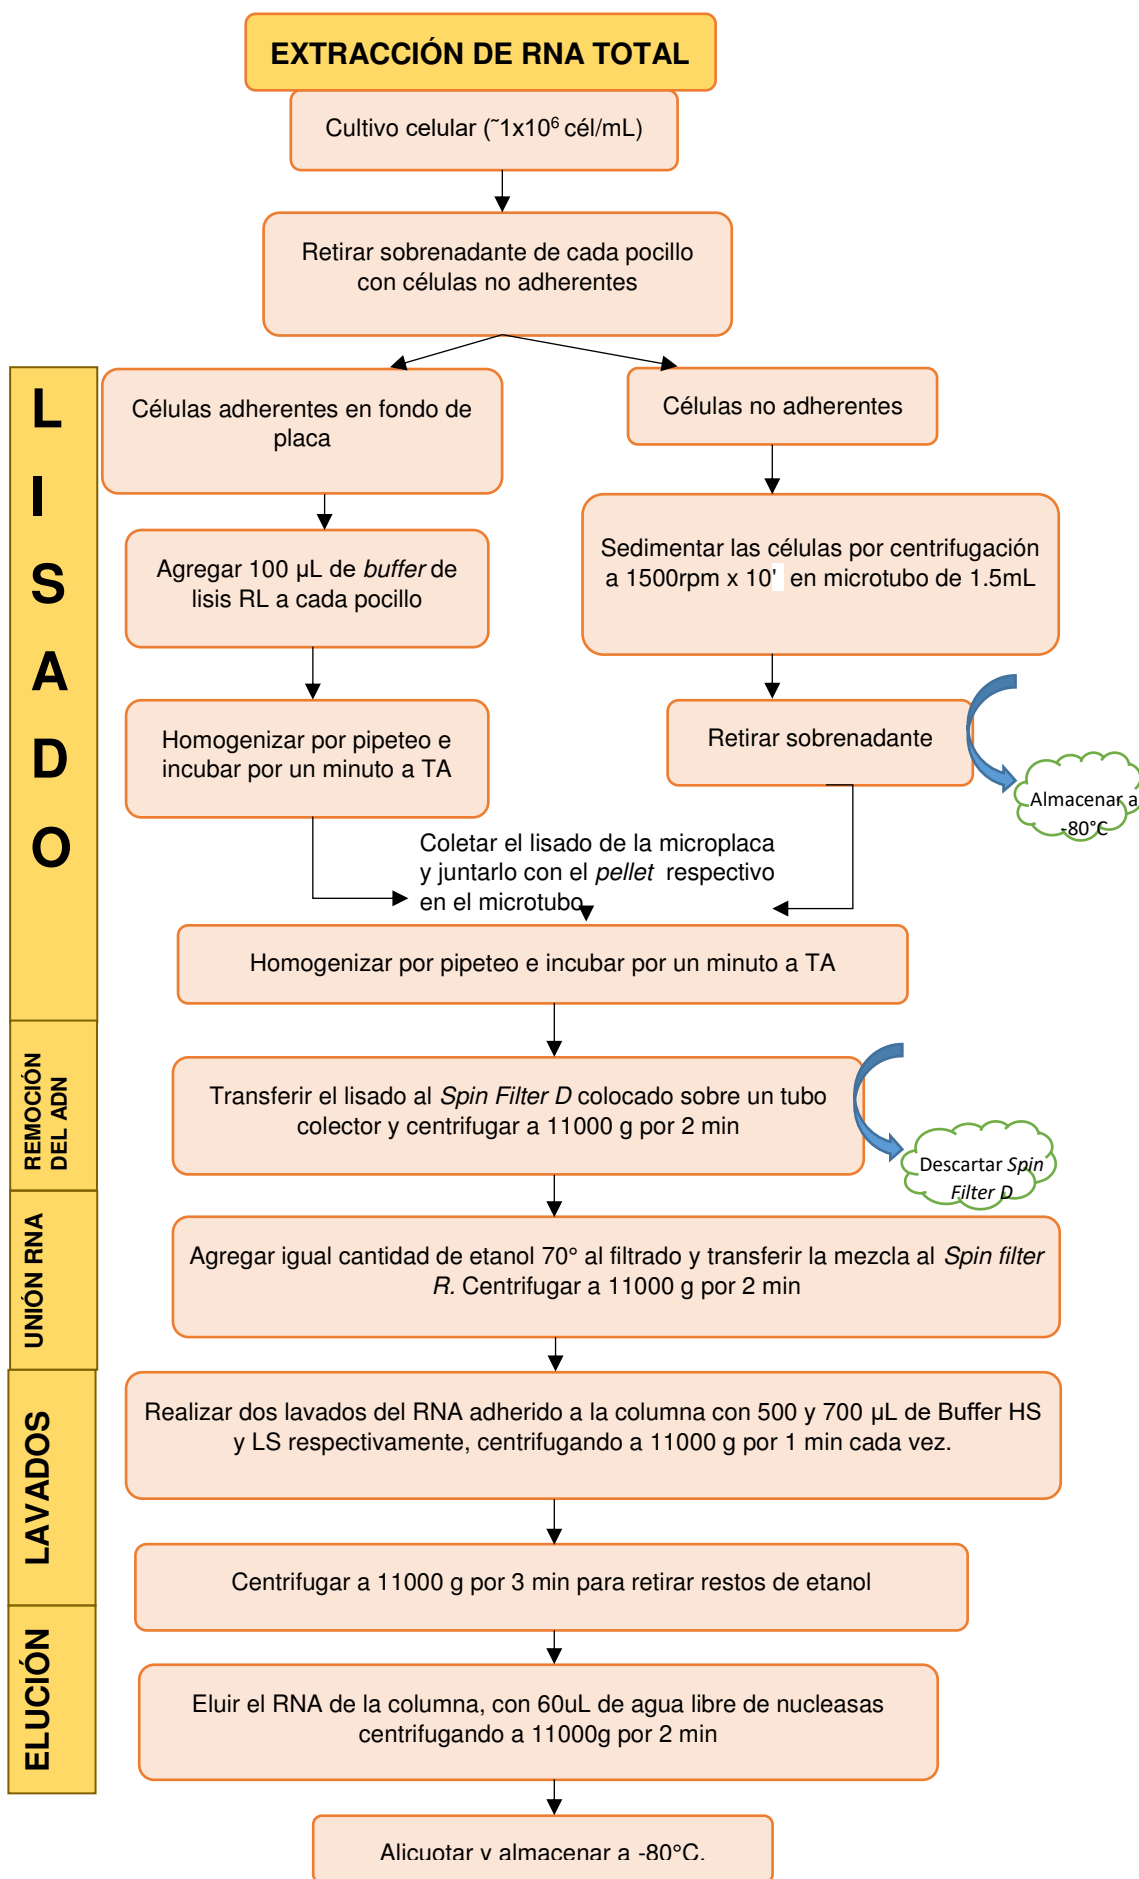 EXTRACCIÓN DE RNA TOTAL
Cultivo celular (˜1x10⁶ cél/mL)
Retirar sobrenadante de cada pocillo
con células no adherentes
LISADO
Células adherentes en fondo de
placa
Células no adherentes
Agregar 100 µL de buffer de
lisis RL a cada pocillo
Sedimentar las células por centrifugación
a 1500rpm x 10' en microtubo de 1.5mL
Homogenizar por pipeteo e
incubar por un minuto a TA
Retirar sobrenadante
Almacenar a
-80°C
Coletar el lisado de la microplaca
y juntarlo con el pellet respectivo
en el microtubo
Homogenizar por pipeteo e incubar por un minuto a TA
REMOCIÓN
DEL ADN
Transferir el lisado al Spin Filter D colocado sobre un tubo
colector y centrifugar a 11000 g por 2 min
Descartar Spin
Filter D
UNIÓN RNA
Agregar igual cantidad de etanol 70° al filtrado y transferir la mezcla al Spin filter
R. Centrifugar a 11000 g por 2 min
LAVADOS
Realizar dos lavados del RNA adherido a la columna con 500 y 700 µL de Buffer HS
y LS respectivamente, centrifugando a 11000 g por 1 min cada vez.
Centrifugar a 11000 g por 3 min para retirar restos de etanol
ELUCIÓN
Eluir el RNA de la columna, con 60uL de agua libre de nucleasas
centrifugando a 11000g por 2 min
Alicuotar y almacenar a -80°C.